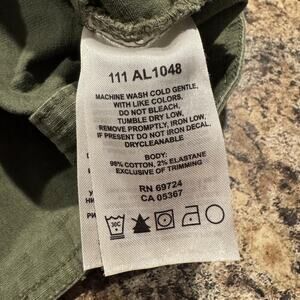 111 AL1048
MACHINE WASH COLD GENTLE,
WITH LIKE COLORS,
DO NOT BLEACH,
TUMBLE DRY LOW,
REMOVE PROMPTLY, IRON LOW,
IF PRESENT DO NOT IRON DECAL.
DRYCLEANABLE
BODY:
98% COTTON, 2% ELASTANE
EXCLUSIVE OF TRIMMING
RN 69724
CA 05367
30C